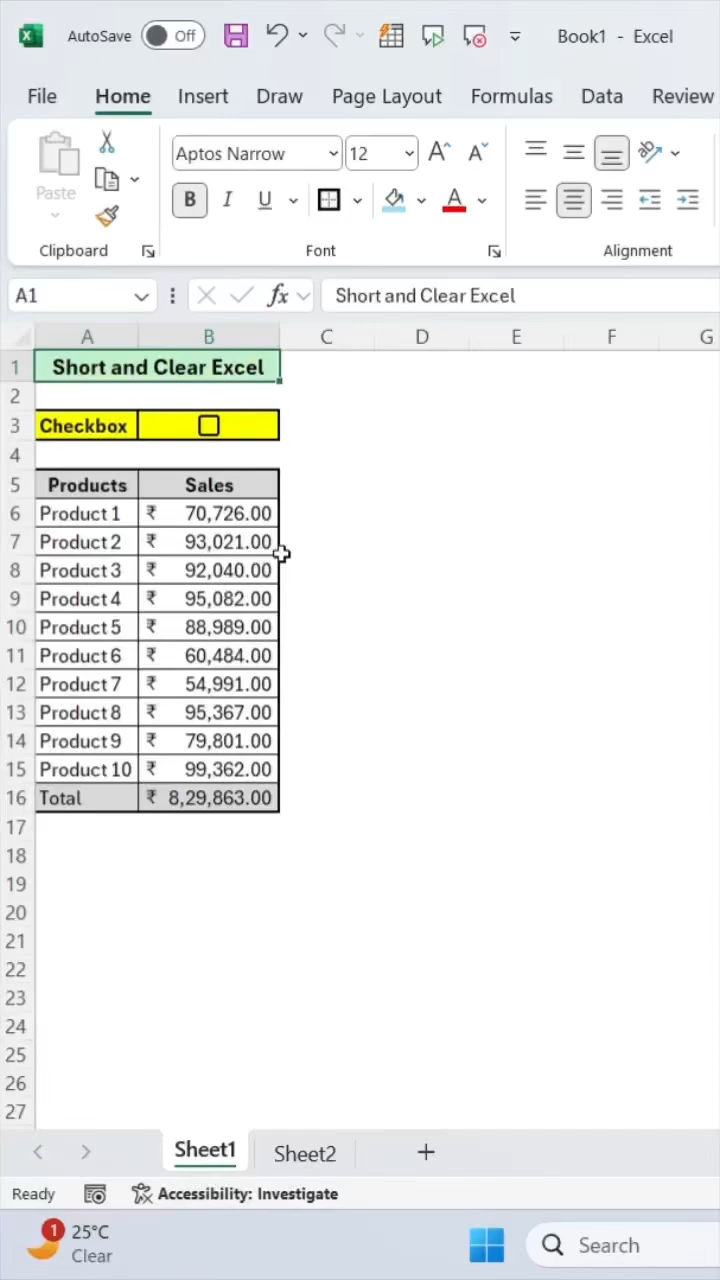 AutoSave Off Book1 - Excel
File Home Insert Draw Page Layout Formulas Data Review
Paste
Aptos Narrow 12
B I U A
Clipboard Font Alignment
A1 fx Short and Clear Excel
A B C D E F G
1 Short and Clear Excel
2
3 Checkbox
4
5 Products Sales
6 Product 1 ₹ 70,726.00
7 Product 2 ₹ 93,021.00
8 Product 3 ₹ 92,040.00
9 Product 4 ₹ 95,082.00
10 Product 5 ₹ 88,989.00
11 Product 6 ₹ 60,484.00
12 Product 7 ₹ 54,991.00
13 Product 8 ₹ 95,367.00
14 Product 9 ₹ 79,801.00
15 Product 10 ₹ 99,362.00
16 Total ₹ 8,29,863.00
17
18
19
20
21
22
23
24
25
26
27
Sheet1 Sheet2 +
Ready Accessibility: Investigate
1 25°C
Clear
Search